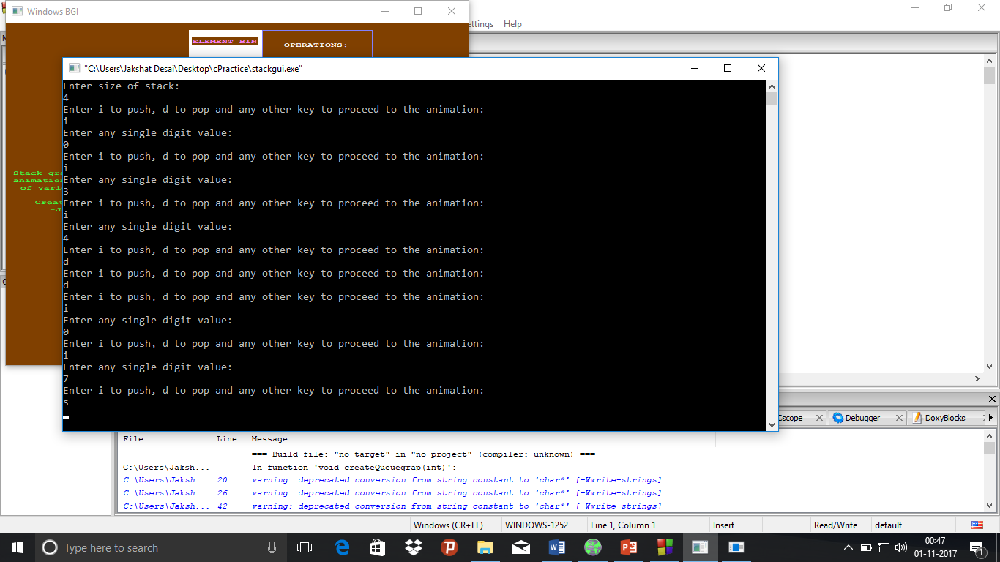 Windows BGI
ettings Help
ELEMENT BIN
OPERATIONS:
"C:\Users\Jakshat Desai\Desktop\cPractice\stackgui.exe"
Enter size of stack:
4
Enter i to push, d to pop and any other key to proceed to the animation:
i
Enter any single digit value:
0
Enter i to push, d to pop and any other key to proceed to the animation:
i
Enter any single digit value:
3
Enter i to push, d to pop and any other key to proceed to the animation:
i
Enter any single digit value:
4
Enter i to push, d to pop and any other key to proceed to the animation:
d
Enter i to push, d to pop and any other key to proceed to the animation:
d
Enter i to push, d to pop and any other key to proceed to the animation:
i
Enter any single digit value:
0
Enter i to push, d to pop and any other key to proceed to the animation:
i
Enter any single digit value:
7
Enter i to push, d to pop and any other key to proceed to the animation:
s
Stack gra
animation
of vari
Creat
-J
Cscope Debugger DoxyBlocks
File Line Message
=== Build file: "no target" in "no project" (compiler: unknown) ===
C:\Users\Jaksh... In function 'void createQueuegrap(int)':
C:\Users\Jaksh... 20 warning: deprecated conversion from string constant to 'char*' [-Wwrite-strings]
C:\Users\Jaksh... 26 warning: deprecated conversion from string constant to 'char*' [-Wwrite-strings]
C:\Users\Jaksh... 42 warning: deprecated conversion from string constant to 'char*' [-Wwrite-strings]
Windows (CR+LF) WINDOWS-1252 Line 1, Column 1 Insert Read/Write default
Type here to search
00:47
01-11-2017